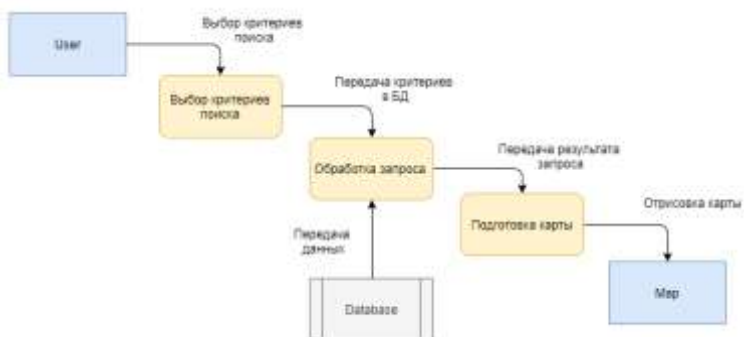 Выбор критериев
поиска
User
Выбор критериев
поиска
Передача критериев
в БД
Обработка запроса
Передача результата
запроса
Подготовка карты
Отрисовка карты
Передача
данных
Map
Database